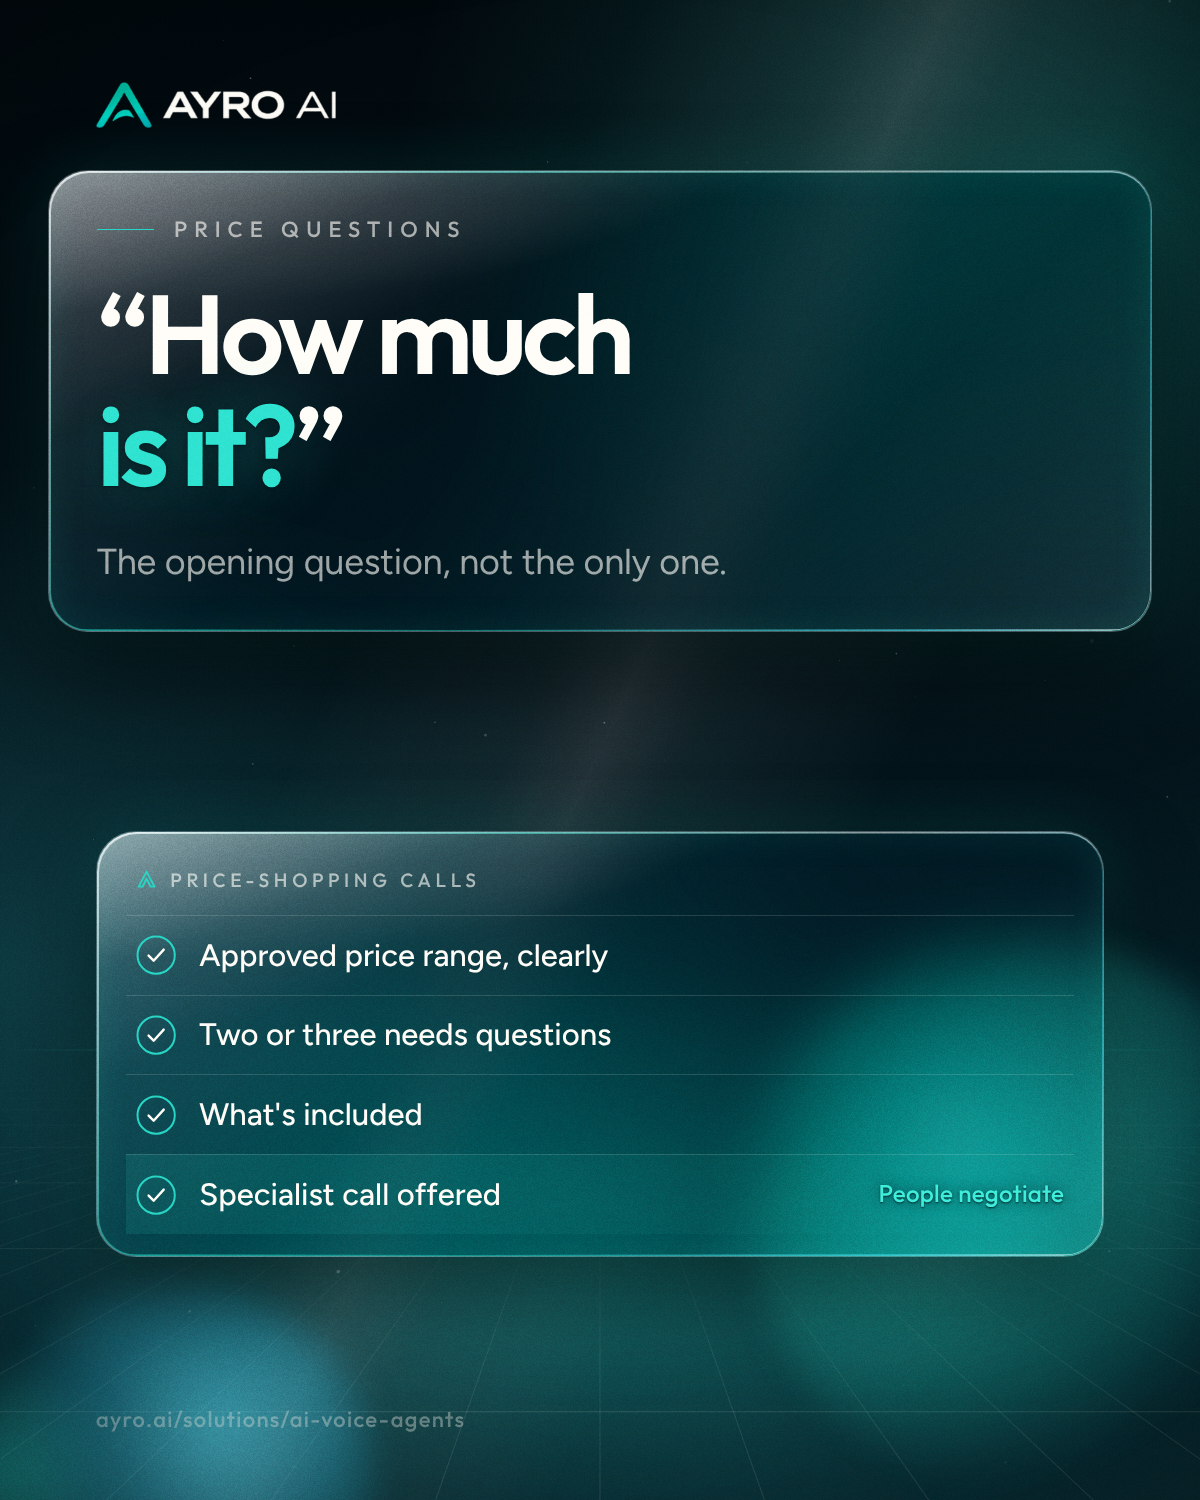 AYRO AI
PRICE QUESTIONS
“How much
is it?”
The opening question, not the only one.
PRICE-SHOPPING CALLS
Approved price range, clearly
Two or three needs questions
What's included
Specialist call offered
People negotiate
ayro.ai/solutions/ai-voice-agents